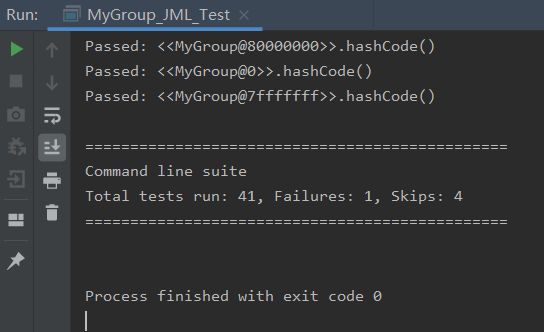 Run: MyGroup_JML_Test
Passed: <<MyGroup@80000000>>.hashCode()
Passed: <<MyGroup@0>>.hashCode()
Passed: <<MyGroup@7fffffff>>.hashCode()
===============================================
Command line suite
Total tests run: 41, Failures: 1, Skips: 4
===============================================
Process finished with exit code 0